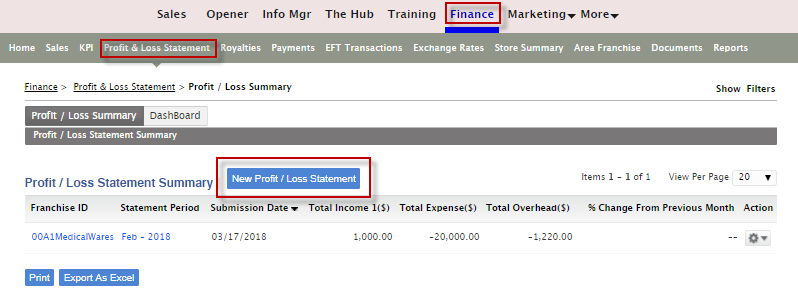 Sales Opener Info Mgr The Hub Training Finance Marketing More
Home Sales KPI Profit & Loss Statement Royalties Payments EFT Transactions Exchange Rates Store Summary Area Franchise Documents Reports
Finance > Profit & Loss Statement > Profit / Loss Summary
Show Filters
Profit / Loss Summary DashBoard
Profit / Loss Statement Summary
Profit / Loss Statement Summary New Profit / Loss Statement Items 1 - 1 of 1 View Per Page 20
Franchise ID Statement Period Submission Date Total Income 1($) Total Expense($) Total Overhead($) % Change From Previous Month Action
00A1MedicalWares Feb - 2018 03/17/2018 1,000.00 -20,000.00 -1,220.00 --
Print Export As Excel